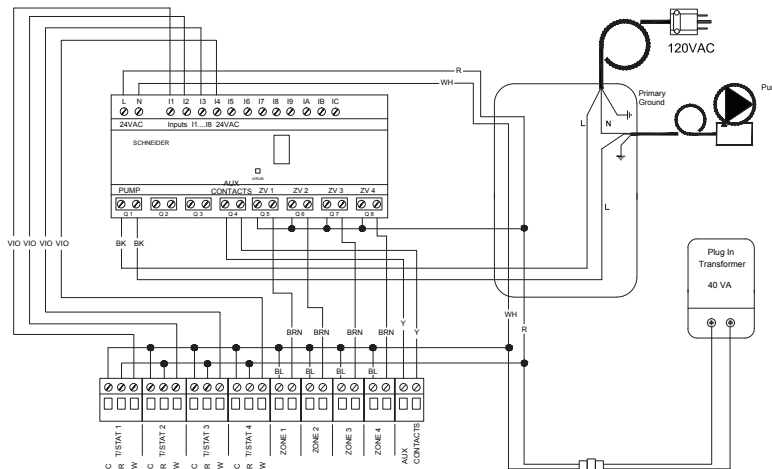 120VAC
R
WH
Primary
Ground
Pu
L N I1 I2 I3 I4 I5 I6 I7 I8 I9 IA IB IC
24VAC Inputs I1....I8 24VAC
L N
SCHNEIDER
L
AUX
PUMP CONTACTS ZV 1 ZV 2 ZV 3 ZV 4
Q 1 Q 2 Q 3 Q 4 Q 5 Q 6 Q 7 Q 8
VIO VIO VIO VIO BK BK
Plug In
Transformer
40 VA
WH R
BRN BRN BRN Y BRN Y
BL BL BL BL
T/STAT 1 T/STAT 2 T/STAT 3 T/STAT 4 ZONE 1 ZONE 2 ZONE 3 ZONE 4 AUX CONTACTS
C R W C R W C R W C R W